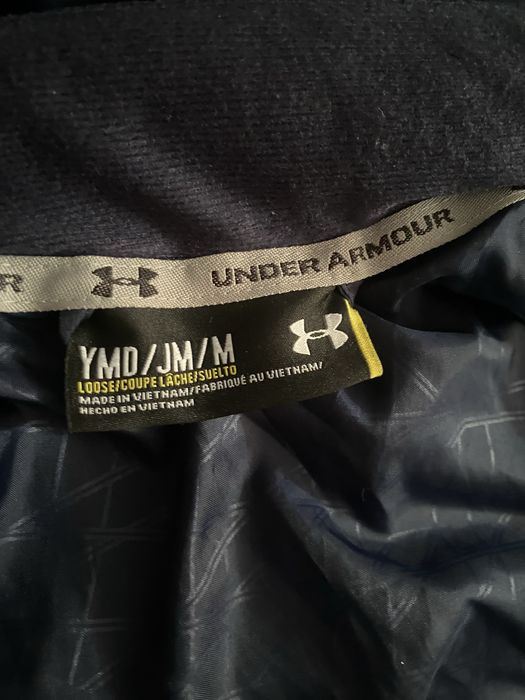 R UNDER ARMOUR
YMD/JM/M
LOOSE/COUPE LÂCHE/SUELTO
MADE IN VIETNAM/FABRIQUÉ AU VIETNAM/
HECHO EN VIETNAM